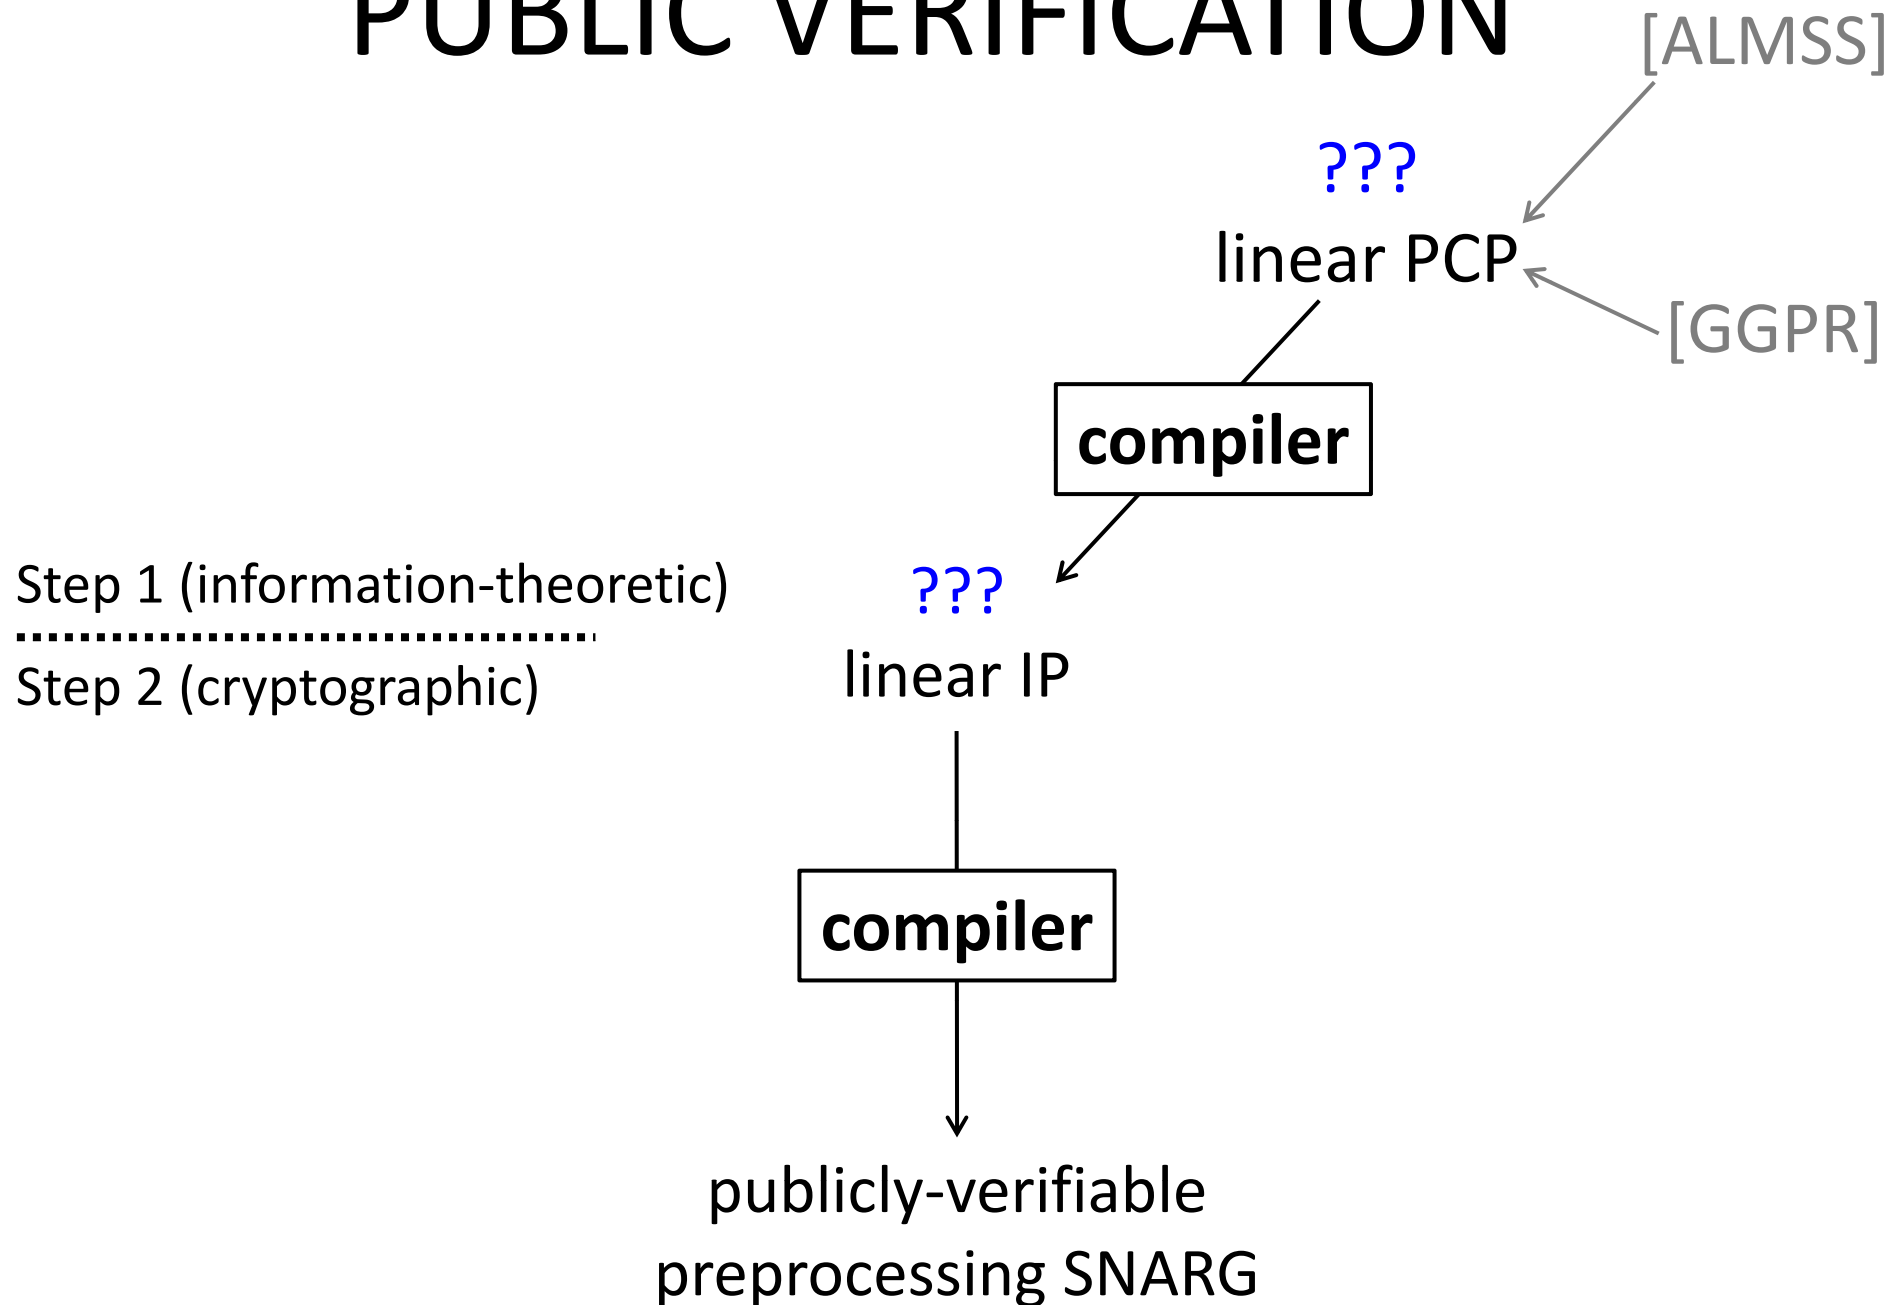 PUBLIC VERIFICATION
[ALMSS]
???
linear PCP
[GGPR]
compiler
Step 1 (information-theoretic)
???
Step 2 (cryptographic)
linear IP
compiler
publicly-verifiable
preprocessing SNARG